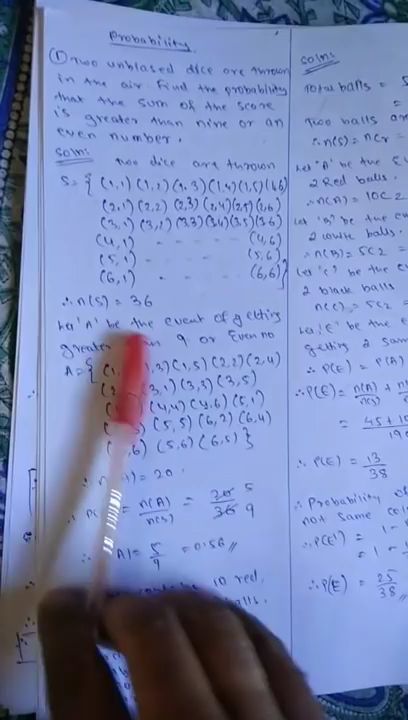 Probability
① Two unbiased dice are thrown
in the air find the probability
that the sum of the score
is greater than nine or an
even number.
Soln:
Two dice are thrown
S = { (1,1) (1,2) (1,3) (1,4) (1,5) (1,6)
(2,1) (2,2) (2,3) (2,4) (2,5) (2,6)
(3,1) (3,2) (3,3) (3,4) (3,5) (3,6)
(4,1) - - - - - (4,6)
(5,1) - - - - - (5,6)
(6,1) - - - - - (6,6) }
∴ n(S) = 36
Let 'A' be the event of getting
greater 9 or Even no
A = { (1, ,3) (1,5) (2,2) (2,4)
(3,1) (3,3) (3,5)
(4,4) (4,6) (5,1)
(5,5) (6,2) (6,4)
,6) (5,6) (6,5) }
= 20
= n(A)/n(S) = 20/36 5/9
= 5/9 = 0.56 //
10 red,
Soln:
Total balls =
Two balls are
∴ n(S) = nCr =
Let 'A' be the
2 Red balls.
∴ n(A) = 10C2
Let 'B' be the
2 white balls.
∴ n(B) = 5C2 =
Let 'C' be the
2 black balls
n(C) = 5C2 =
Let 'E' be the
getting 2 sam
∴ P(E) = P(A)
∴ P(E) = n(A)/n(S) +
= 45+10
∴ P(E) = 13/38
∴ Probability of
not same
∴ P(E') = 1 -
= 1 -
∴ P(E) = 25/38 //